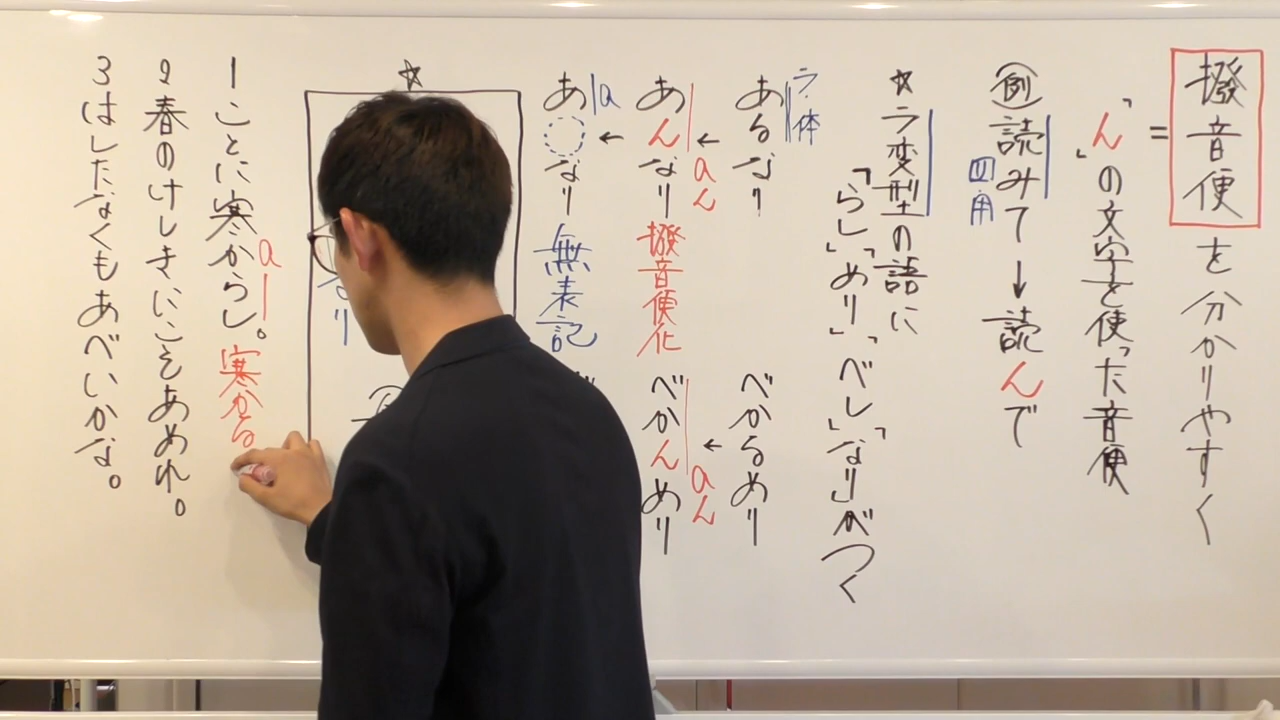 撥音便を分かりやすく
=
「ん」の文字を使った音便
例 読みて→読んで
四・用
☆ラ変型の語に
「らし」「めり」「べし」「なり」がつく
ラ・体
あるなり
べかるめり
←an
←an
あんなり 撥音便化
べかんめり
←
a
あ なり 無表記
☆
なり
1ことに寒からし。
a
寒かる
2春のけしきにこそあめれ。
3はしたなくもあべいかな。